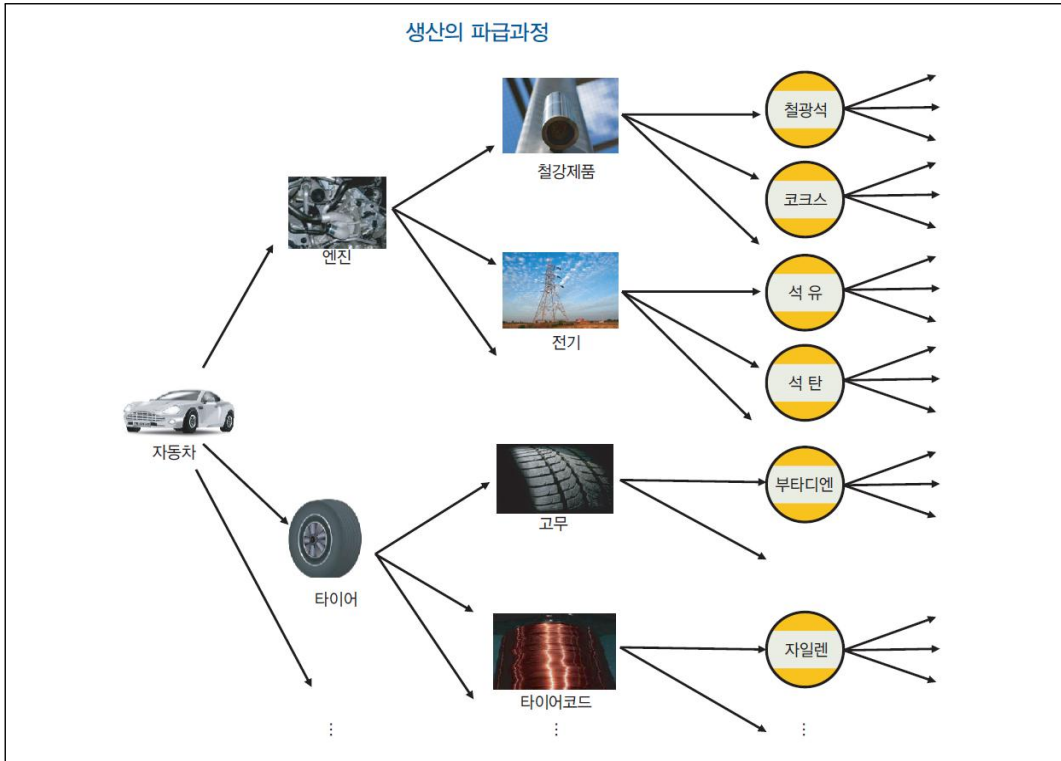 생산의 파급과정
철광석
철강제품
코크스
엔진
석 유
전기
석 탄
자동차
부타디엔
고무
타이어
자일렌
타이어코드
⋮
⋮
⋮